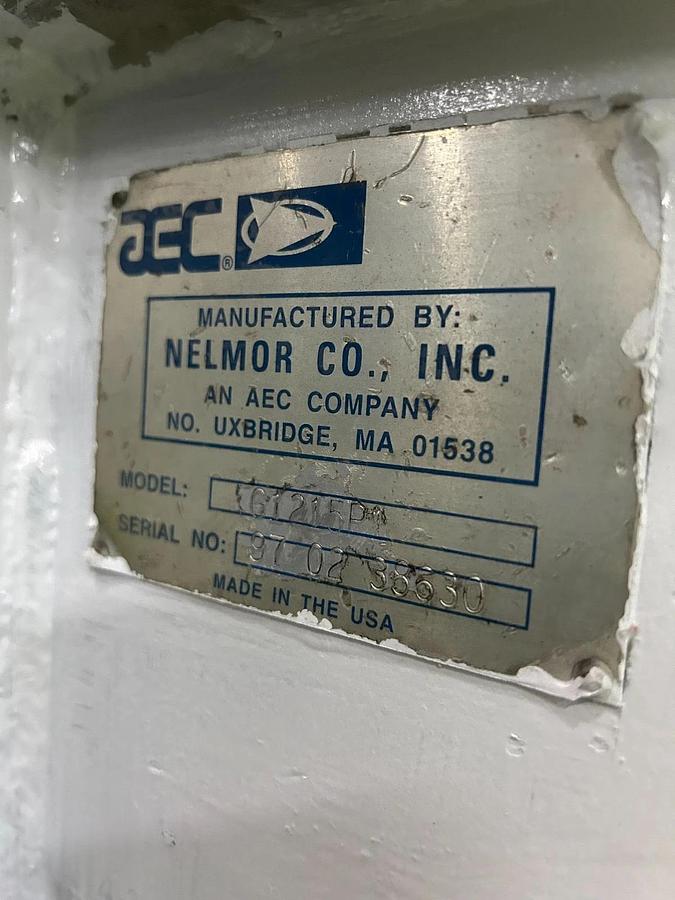 AEC®
MANUFACTURED BY:
NELMOR CO., INC.
AN AEC COMPANY
NO. UXBRIDGE, MA 01538
MODEL: G1215P1
SERIAL NO: 97 02 38630
MADE IN THE USA